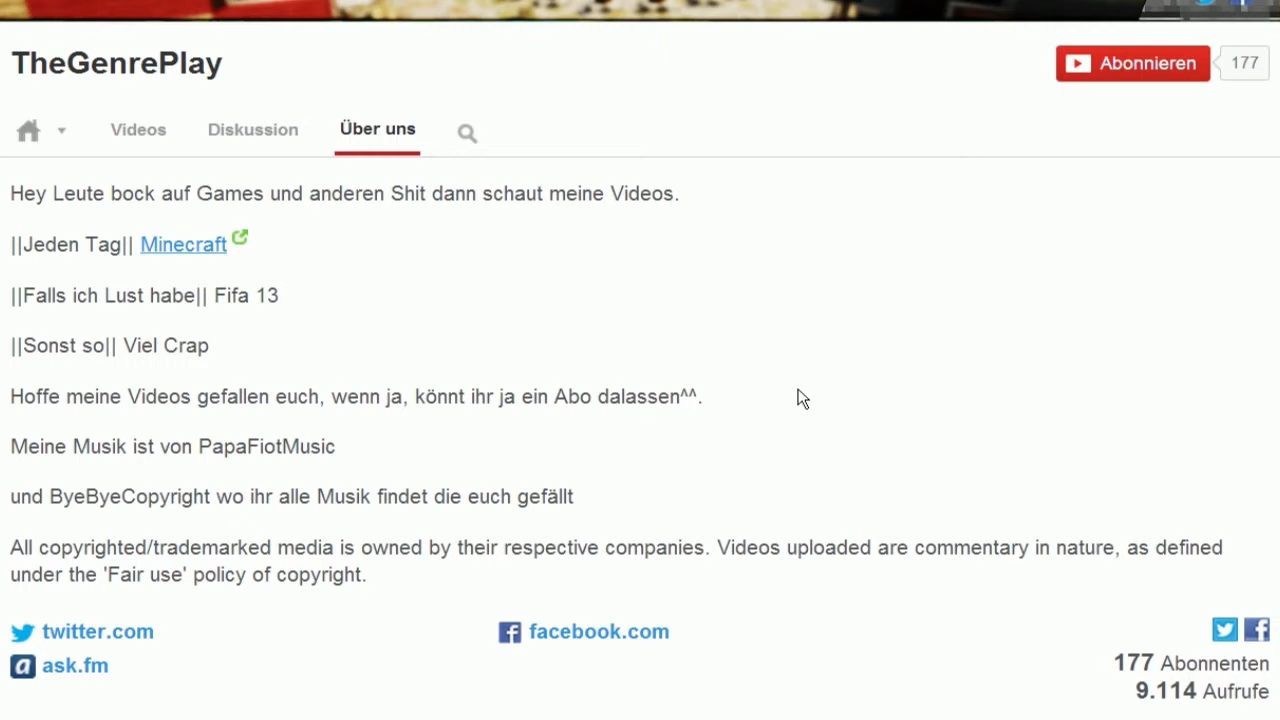 TheGenrePlay
Abonnieren 177
Videos Diskussion Über uns
Hey Leute bock auf Games und anderen Shit dann schaut meine Videos.
||Jeden Tag|| Minecraft
||Falls ich Lust habe|| Fifa 13
||Sonst so|| Viel Crap
Hoffe meine Videos gefallen euch, wenn ja, könnt ihr ja ein Abo dalassen^^.
Meine Musik ist von PapaFiotMusic
und ByeByeCopyright wo ihr alle Musik findet die euch gefällt
All copyrighted/trademarked media is owned by their respective companies. Videos uploaded are commentary in nature, as defined
under the 'Fair use' policy of copyright.
twitter.com facebook.com
ask.fm
177 Abonnenten
9.114 Aufrufe